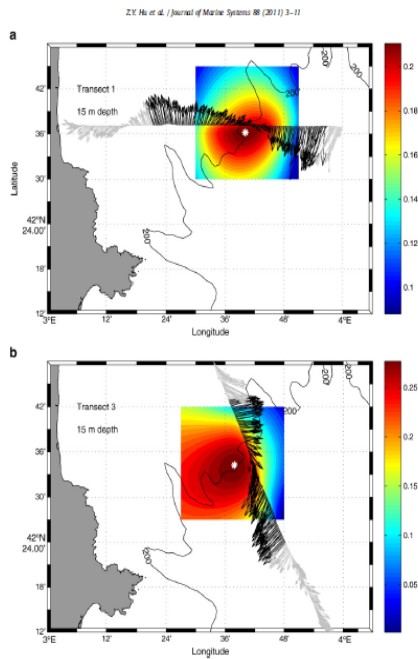 Z.Y. Hu et al. / Journal of Marine Systems 88 (2011) 3–11
a
Transect 1
15 m depth
200
200
200
42'
36'
30'
42°N
24.00'
18'
12'
Latitude
3°E
12'
24'
36'
48'
4°E
Longitude
0.2
0.18
0.16
0.14
0.12
0.1
b
Transect 3
15 m depth
200
200
200
42'
36'
30'
42°N
24.00'
18'
12'
3°E
12'
24'
36'
48'
4°E
Longitude
0.25
0.2
0.15
0.1
0.05